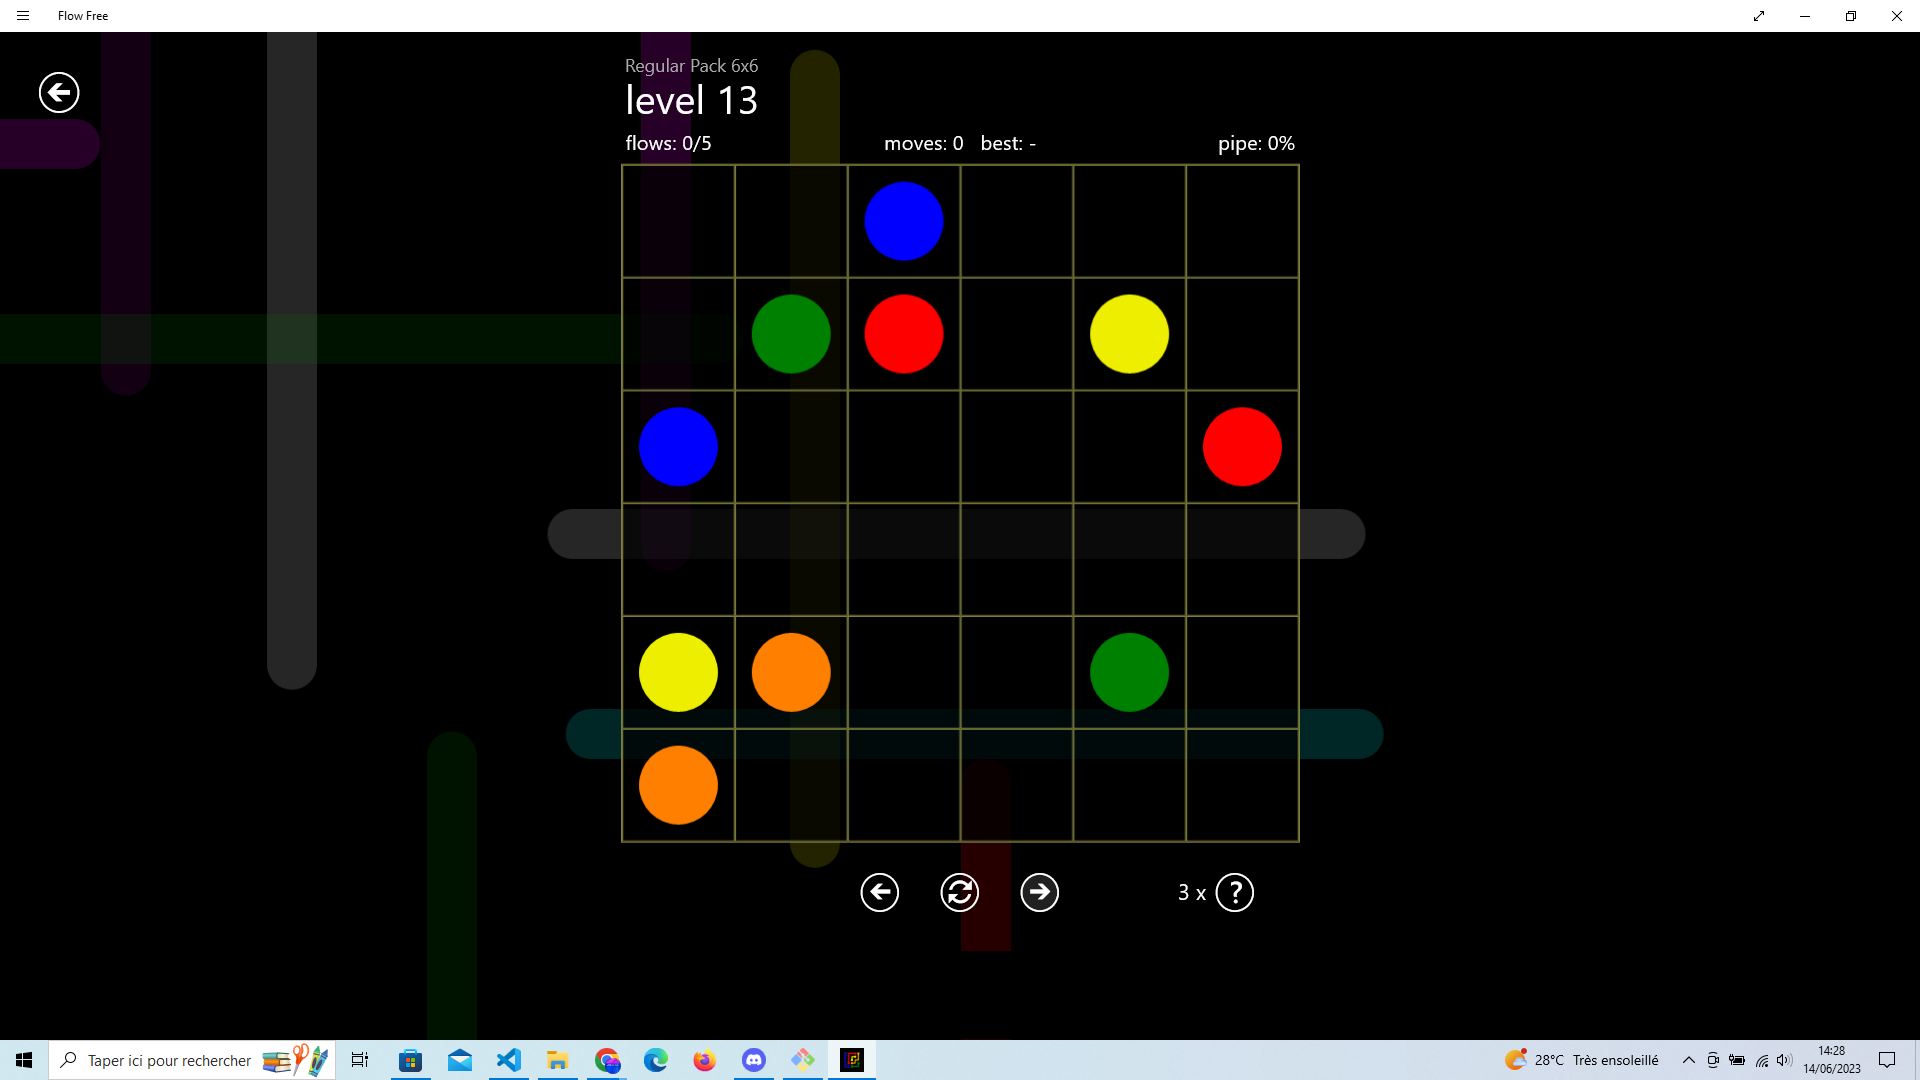 Flow Free
Regular Pack 6x6
level 13
flows: 0/5 moves: 0 best: - pipe: 0%
3 x ?
Taper ici pour rechercher
28°C Très ensoleillé
14:28
14/06/2023